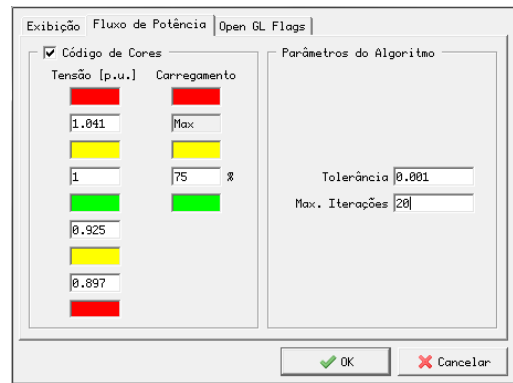 Exibição Fluxo de Potência Open GL Flags
Código de Cores
Parâmetros do Algoritmo
Tensão [p.u.] Carregamento
1.041 Max
1 75 %
Tolerância 0.001
Max. Iterações 20
0.925
0.897
OK Cancelar